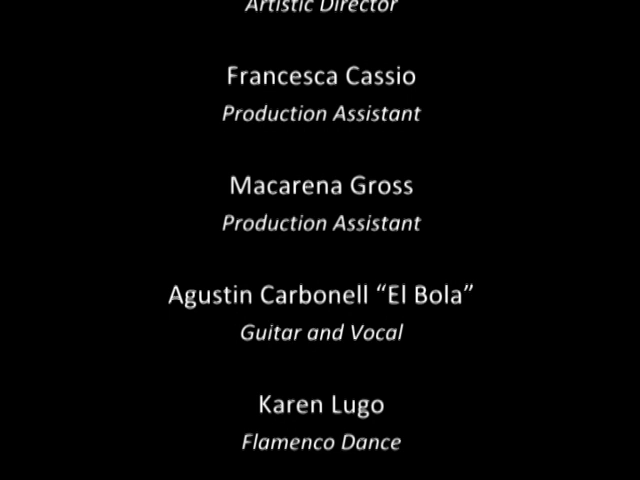 Artistic Director
Francesca Cassio
Production Assistant
Macarena Gross
Production Assistant
Agustin Carbonell “El Bola”
Guitar and Vocal
Karen Lugo
Flamenco Dance